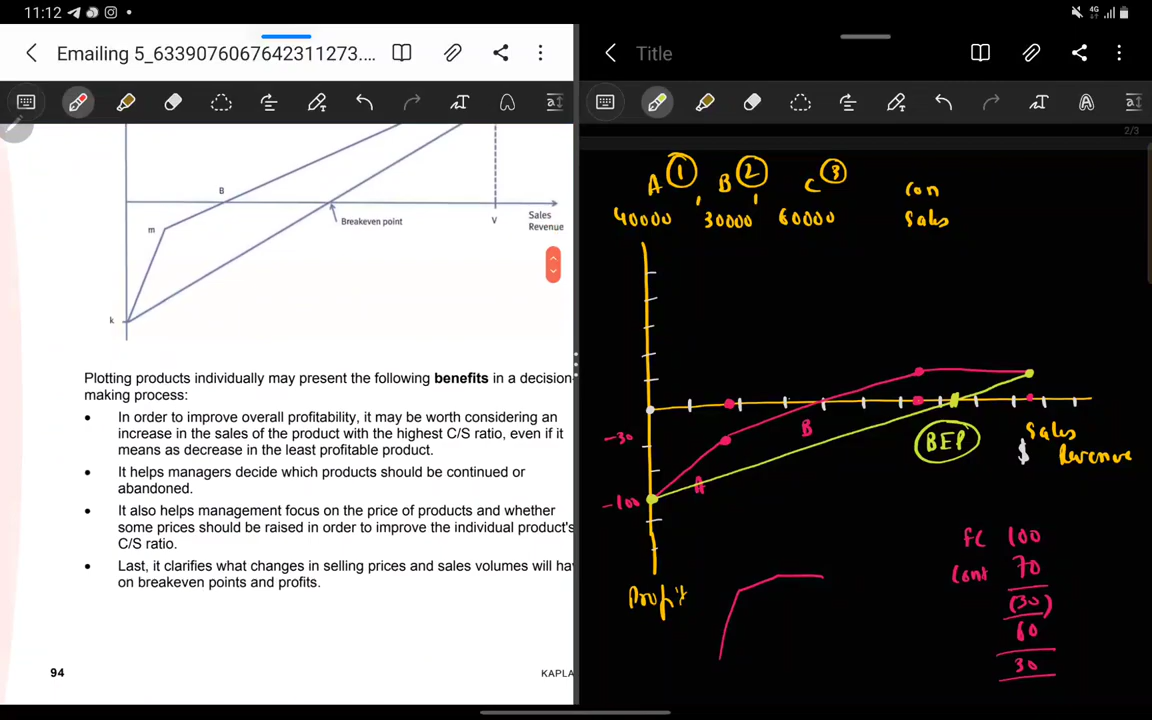 11:12
4G
Emailing 5_6339076067642311273....
Title
2/3
B
m
k
Breakeven point
V
Sales
Revenue
Plotting products individually may present the following benefits in a decision-
making process:
• In order to improve overall profitability, it may be worth considering an
increase in the sales of the product with the highest C/S ratio, even if it
means as decrease in the least profitable product.
• It helps managers decide which products should be continued or
abandoned.
• It also helps management focus on the price of products and whether
some prices should be raised in order to improve the individual product's
C/S ratio.
• Last, it clarifies what changes in selling prices and sales volumes will ha
on breakeven points and profits.
94
KAPLA
A ① B ② C ③ Con
40000 , 30000 ' 60000 Sales
-30
-100
A
B
BEP
Sales
$ Revenue
Profit
FC 100
Cont 70
(30)
60
30